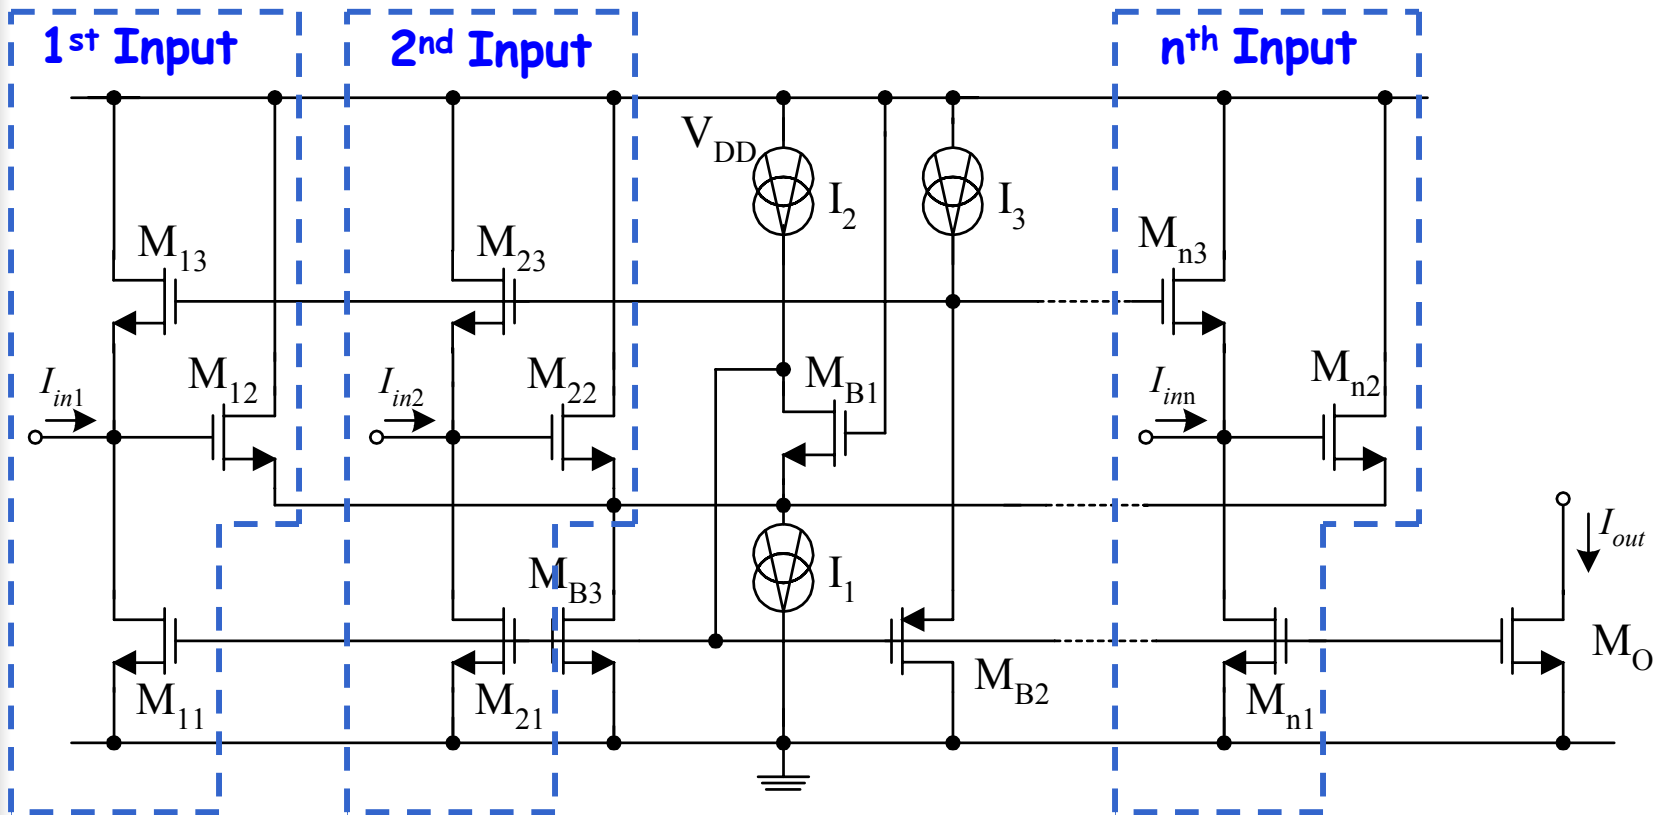 1st Input
2nd Input
nth Input
VDD
I2
I3
M13
M23
Mn3
Iin1
M12
Iin2
M22
MB1
Iinn
Mn2
Iout
MB3
I1
MO
M11
M21
MB2
Mn1